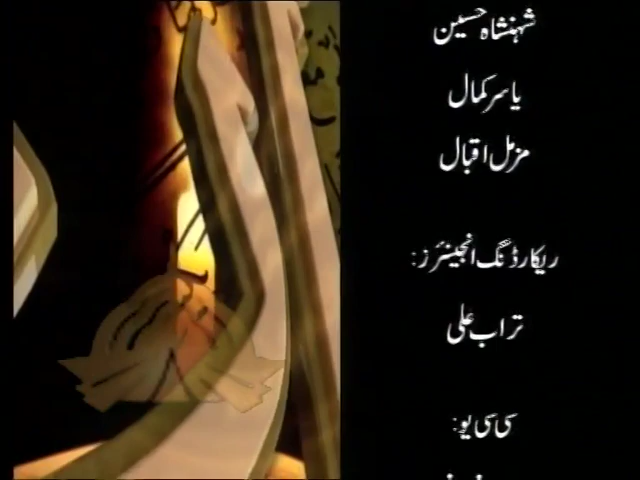 شہنشاہ حسین
یاسر کمال
مزمل اقبال
ریکارڈنگ انجینئرز:
تراب علی
سی سی یو: